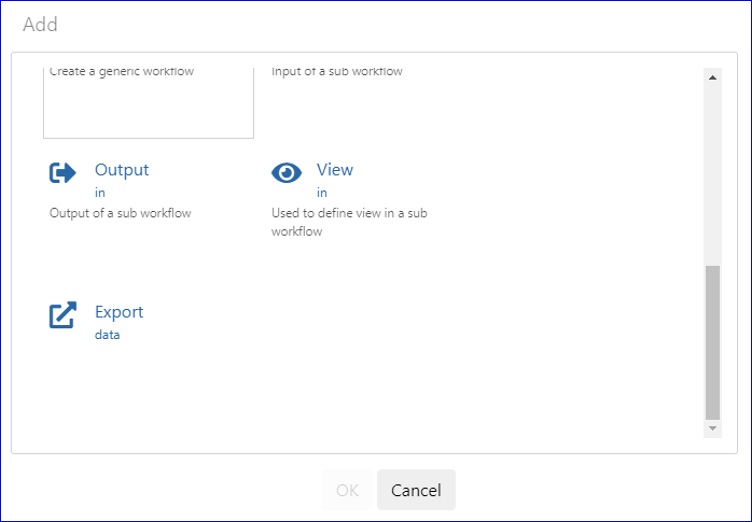 Add
Create a generic workflow
Input of a sub workflow
Output
in
Output of a sub workflow
View
in
Used to define view in a sub
workflow
Export
data
OK
Cancel